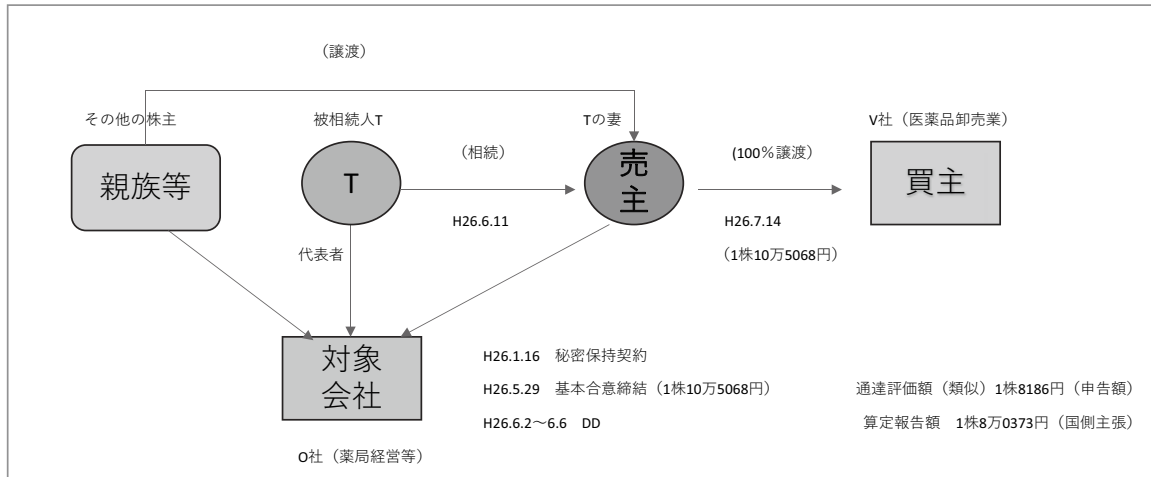 （譲渡）
その他の株主
被相続人T
Tの妻
V社（医薬品卸売業）
親族等
T
（相続）
売
主
(100％譲渡）
買主
H26.6.11
H26.7.14
代表者
（1株10万5068円）
対象
会社
H26.1.16　秘密保持契約
H26.5.29　基本合意締結（1株10万5068円）
通達評価額（類似）1株8186円（申告額）
H26.6.2～6.6　DD
算定報告額　1株8万0373円（国側主張）
O社（薬局経営等）